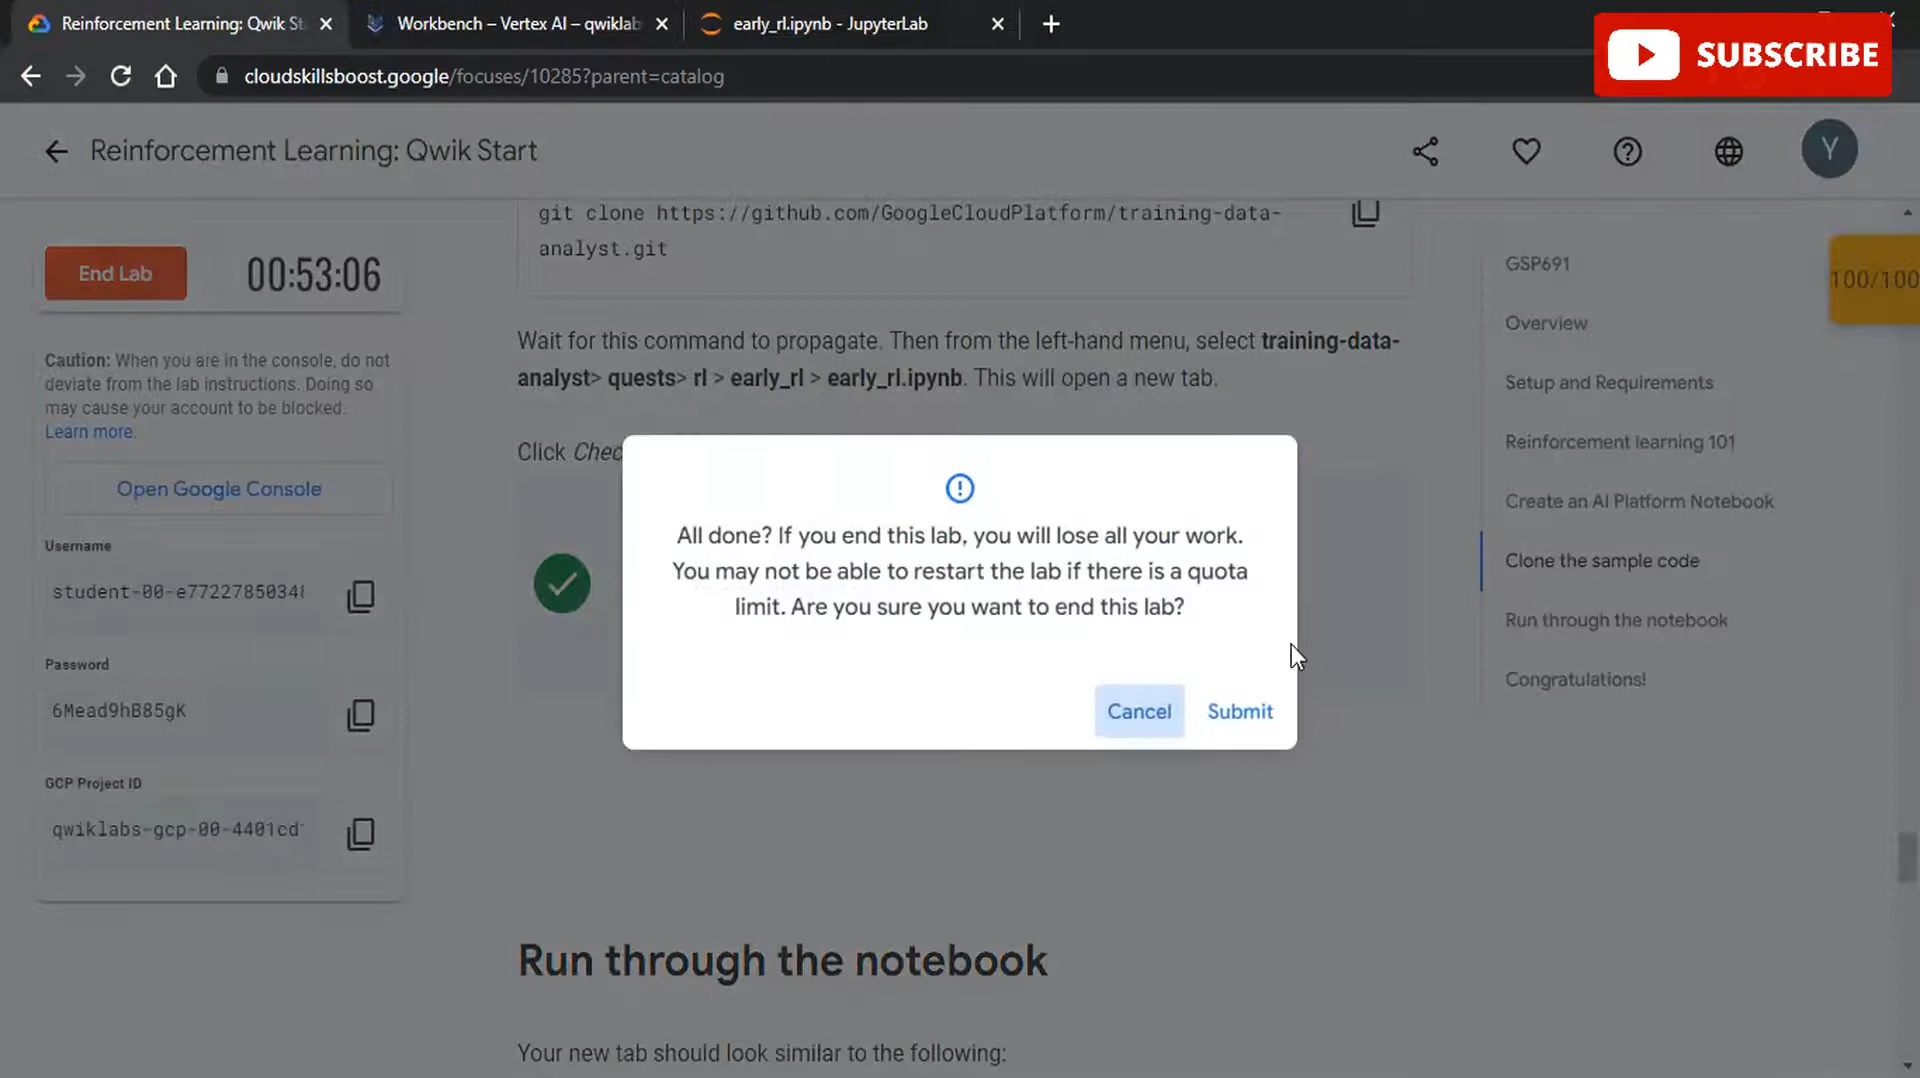 Reinforcement Learning: Qwik St
Workbench – Vertex AI – qwiklab
early_rl.ipynb - JupyterLab
SUBSCRIBE
cloudskillsboost.google/focuses/10285?parent=catalog
Reinforcement Learning: Qwik Start
Y
End Lab
00:53:06
Caution: When you are in the console, do not
deviate from the lab instructions. Doing so
may cause your account to be blocked.
Learn more.
Open Google Console
Username
student-00-e77227850348
Password
6Mead9hB85gK
GCP Project ID
qwiklabs-gcp-00-4401cd
git clone https://github.com/GoogleCloudPlatform/training-data-
analyst.git
Wait for this command to propagate. Then from the left-hand menu, select training-data-
analyst> quests> rl > early_rl > early_rl.ipynb. This will open a new tab.
Click Chec
All done? If you end this lab, you will lose all your work.
You may not be able to restart the lab if there is a quota
limit. Are you sure you want to end this lab?
Cancel
Submit
Run through the notebook
Your new tab should look similar to the following:
GSP691
Overview
Setup and Requirements
Reinforcement learning 101
Create an AI Platform Notebook
Clone the sample code
Run through the notebook
Congratulations!
100/100